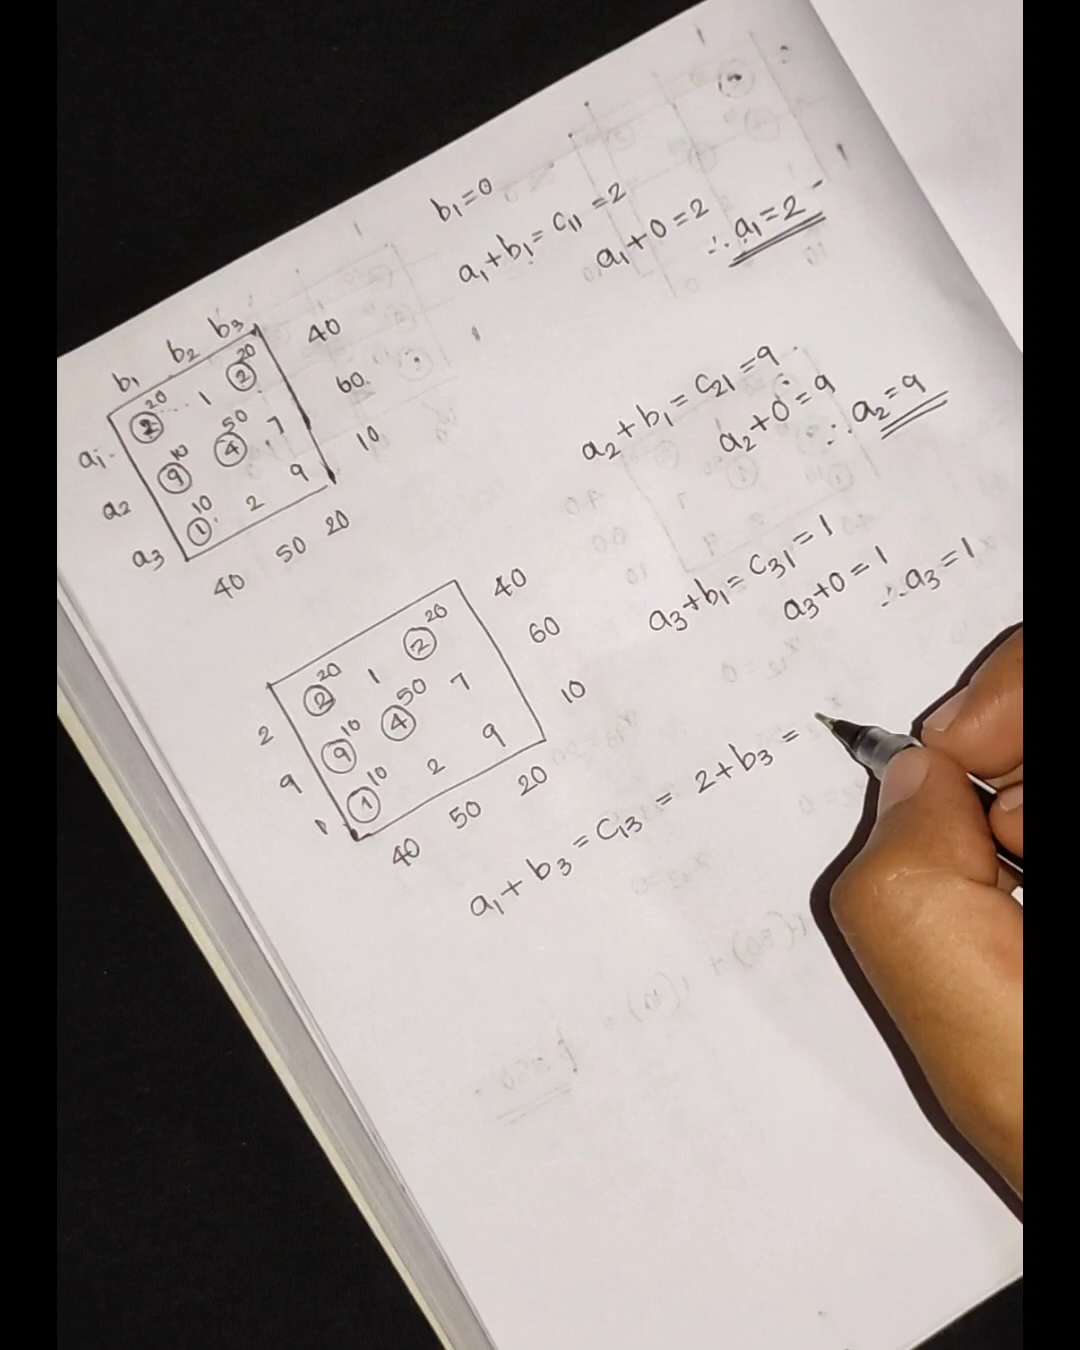 b₁=0
a₁+b₁=C₁₁=2
a₁+0=2
∴a₁=2
b₁ b₂ b₃
a₁ 2 20 1 2 20 40
a₂ 9 10 4 50 7 60
a₃ 1 10 2 9 10
40 50 20
a₂+b₁=C₂₁=9
a₂+0=9
∴a₂=9
a₃+b₁=C₃₁=1
a₃+0=1
∴a₃=1
2 2 20 1 2 20 40
9 9 10 4 50 7 60
1 1 10 2 9 10
40 50 20
a₁+b₃=C₁₃= 2+b₃=